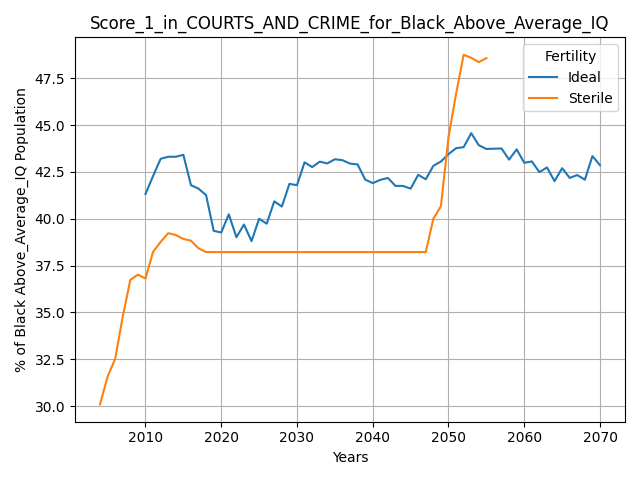 Score_1_in_COURTS_AND_CRIME_for_Black_Above_Average_IQ
% of Black Above_Average_IQ Population
47.5
45.0
42.5
40.0
37.5
35.0
32.5
30.0
Fertility
Ideal
Sterile
2010 2020 2030 2040 2050 2060 2070
Years